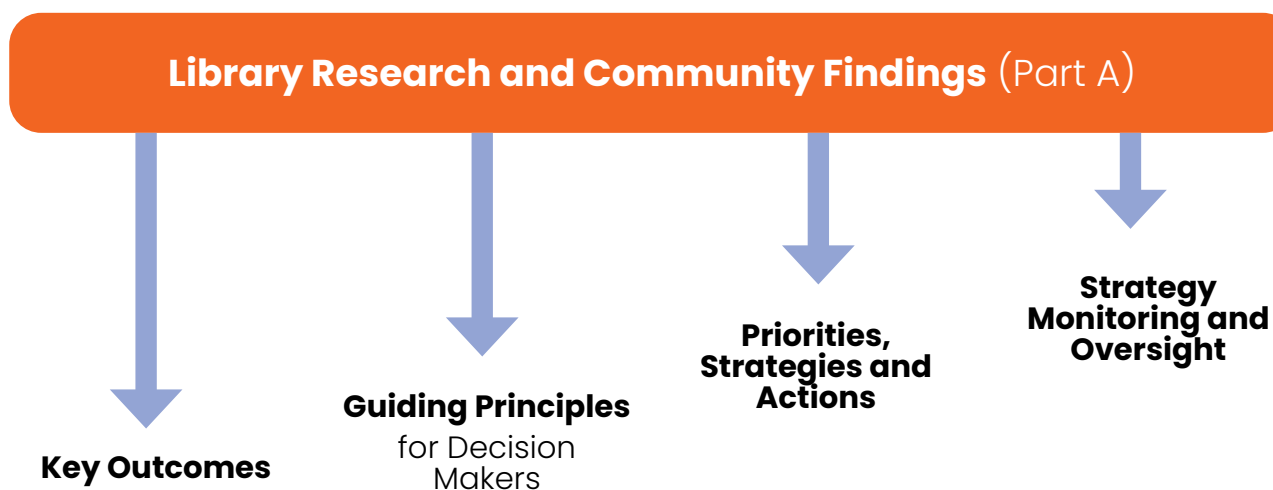 Library Research and Community Findings (Part A)
Key Outcomes
Guiding Principles
for Decision
Makers
Priorities,
Strategies and
Actions
Strategy
Monitoring and
Oversight